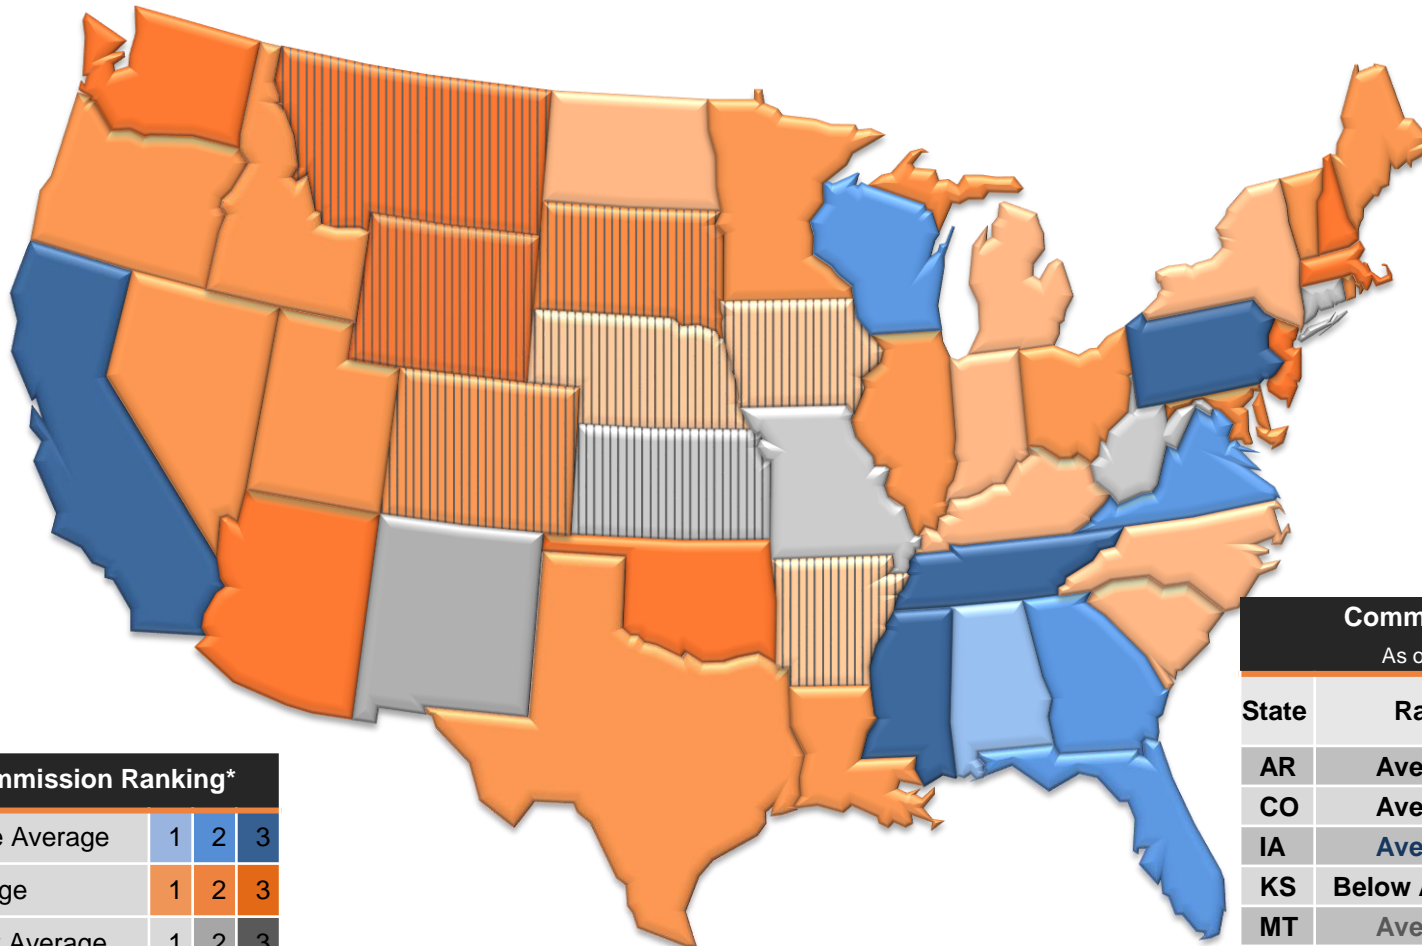 mmission Ranking*
e Average 1 2 3
ge 1 2 3
Average 1 2 3
Comm
As o
State Ra
AR Ave
CO Ave
IA Ave
KS Below A
MT Ave